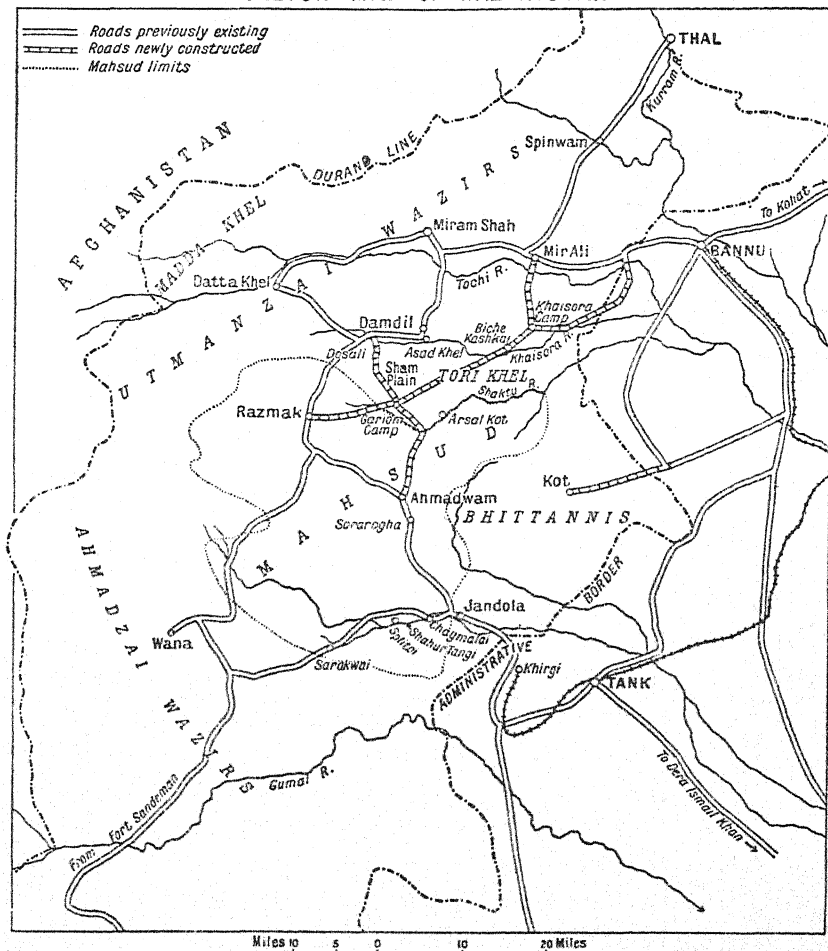 Roads previously existing
Roads newly constructed
Mahsud limits
THAL
Kurram R.
Spinwam
AFGHANISTAN
DURAND LINE
To Kohat
UTMANZAI WAZIRS
MADDA KHEL
Miram Shah
Mir Ali
BANNU
Datta Khel
Tochi R.
Khaisora Camp
Damdil
Biche Kashkai
Asad Khel
Khaisora R.
Dosali
Sham Plain
TORI KHEL
Shaktu R.
Razmak
Gariom Camp
Arsal Kot
MAHSUD
Kot
Ahmadwam
BHITTANNIS
Sararogha
AHMADZAI WAZIRS
BORDER
Jandola
Wana
Chagmalai
Shahur Tangi
Sarakwai
ADMINISTRATIVE
Khirgi
TANK
Gumal R.
To Dera Ismail Khan
From Fort Sandeman
Miles 10 5 0 10 20 Miles